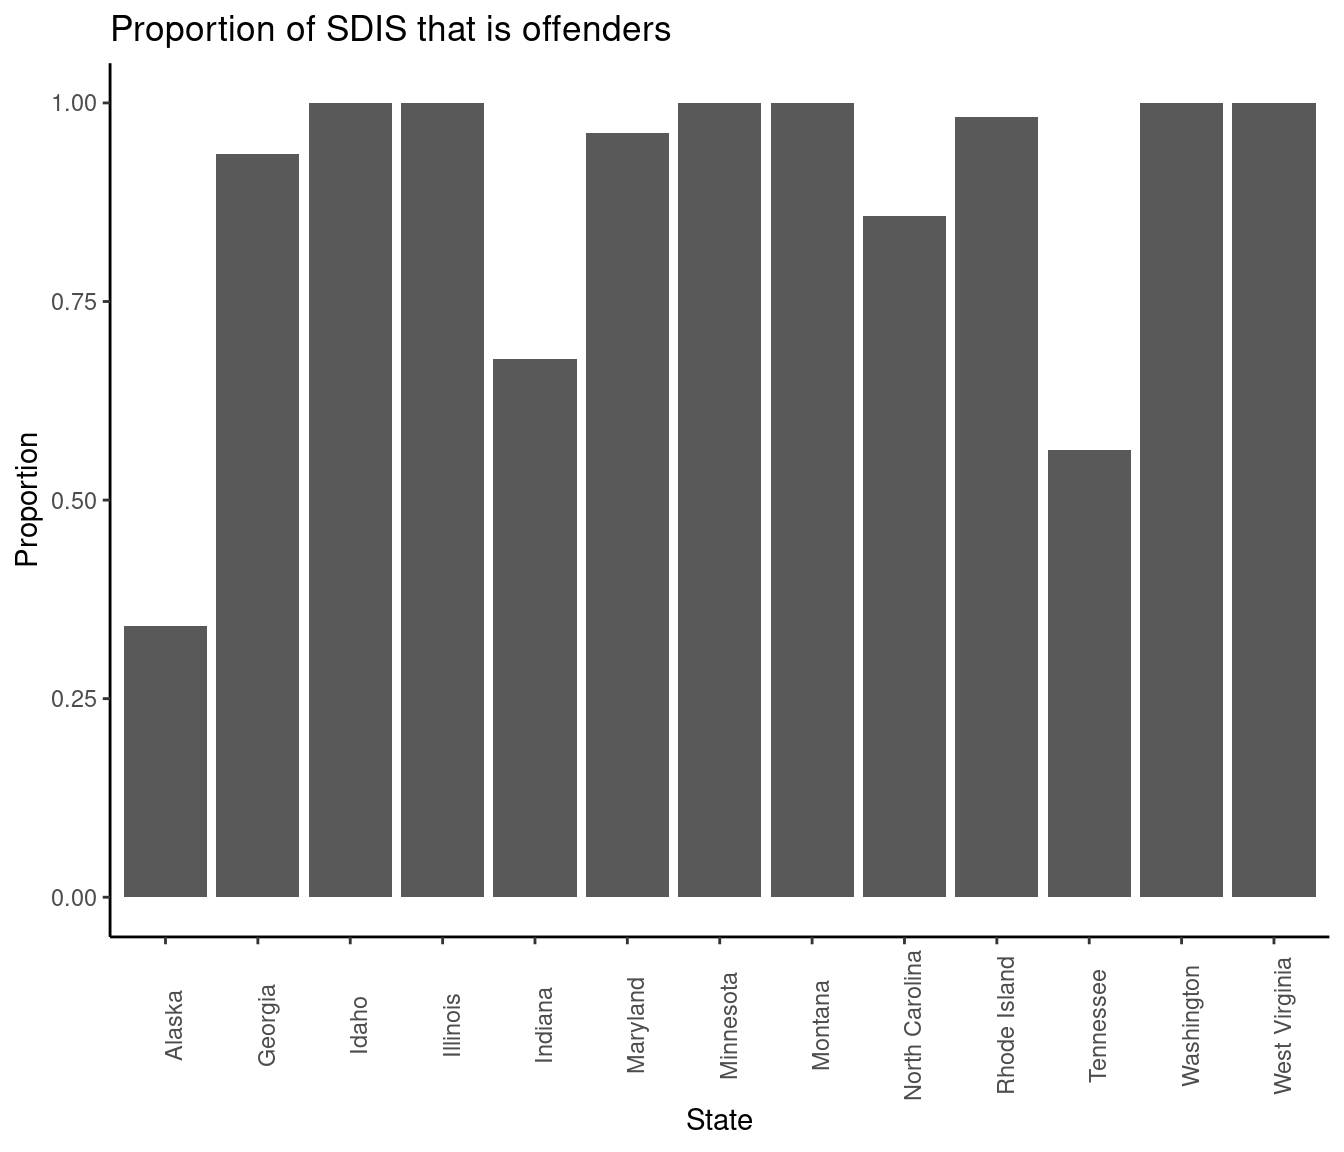 Proportion of SDIS that is offenders
Proportion
1.00
0.75
0.50
0.25
0.00
Alaska
Georgia
Idaho
Illinois
Indiana
Maryland
Minnesota
Montana
North Carolina
Rhode Island
Tennessee
Washington
West Virginia
State